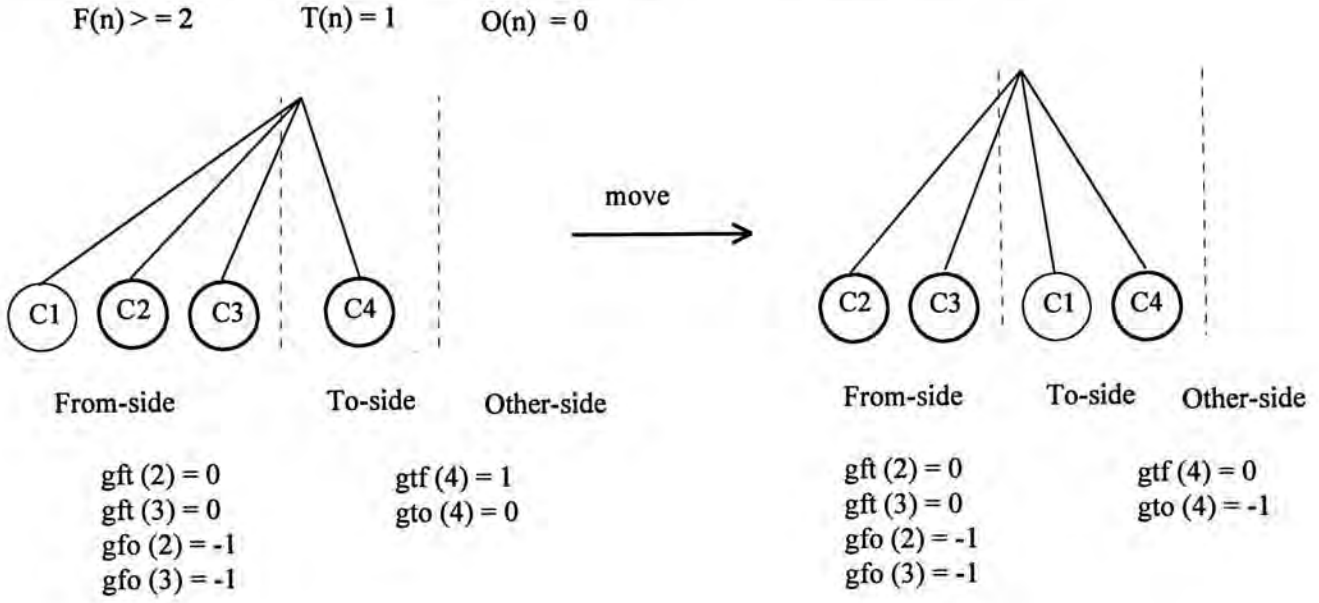 F(n) > = 2 T(n) = 1 O(n) = 0
move
C1 C2 C3 C4
C2 C3 C1 C4
From-side To-side Other-side
From-side To-side Other-side
gft (2) = 0
gft (3) = 0
gfo (2) = -1
gfo (3) = -1
gtf (4) = 1
gto (4) = 0
gft (2) = 0
gft (3) = 0
gfo (2) = -1
gfo (3) = -1
gtf (4) = 0
gto (4) = -1